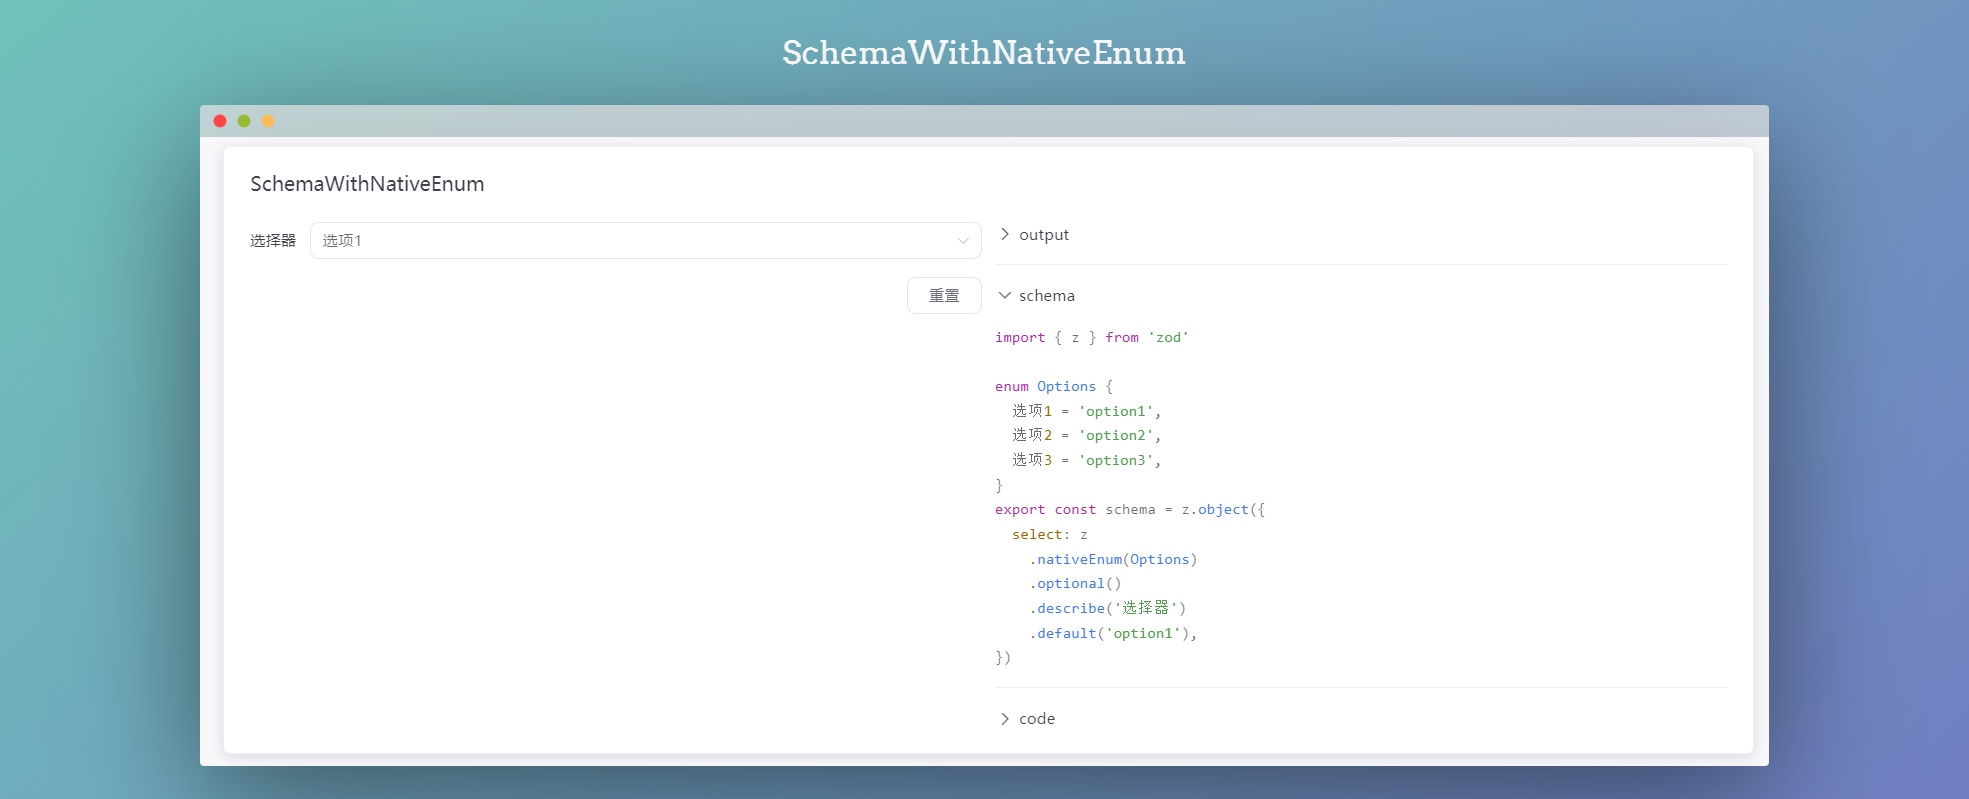 SchemaWithNativeEnum
SchemaWithNativeEnum
选择器 选项1
重置
output
schema
import { z } from 'zod'
enum Options {
  选项1 = 'option1',
  选项2 = 'option2',
  选项3 = 'option3',
}
export const schema = z.object({
  select: z
    .nativeEnum(Options)
    .optional()
    .describe('选择器')
    .default('option1'),
})
code